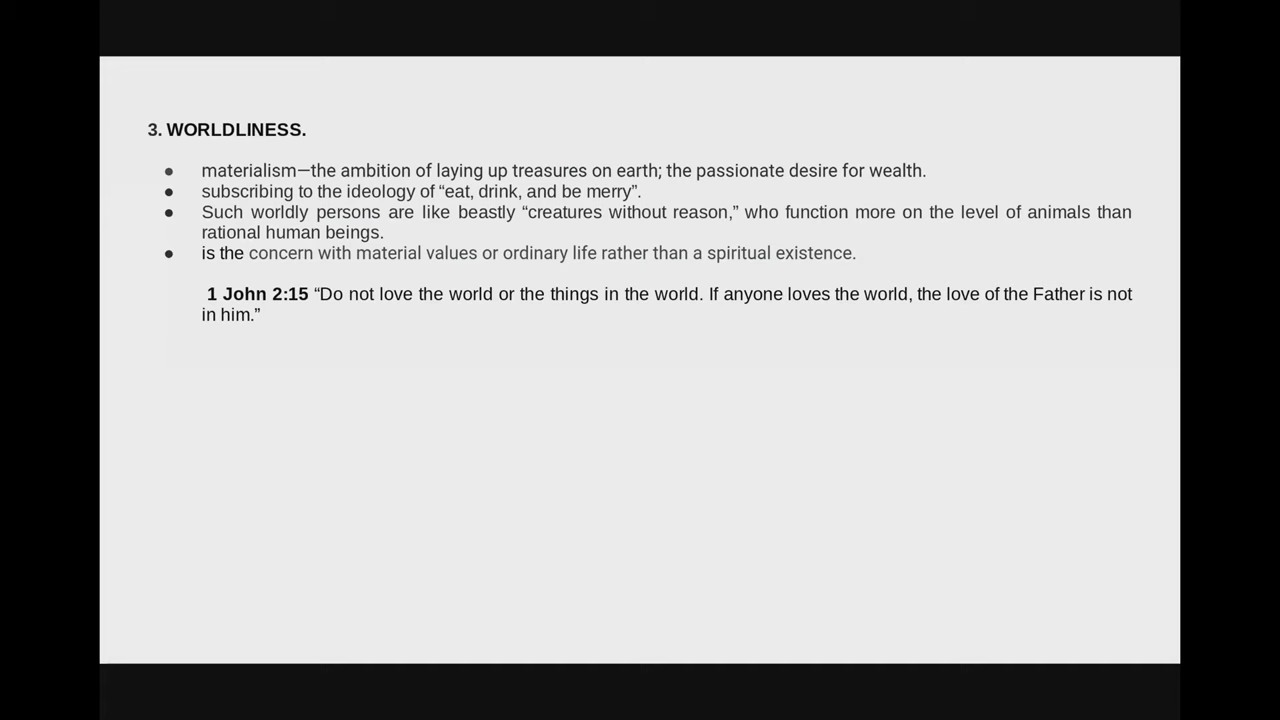 3. WORLDLINESS.
● materialism—the ambition of laying up treasures on earth; the passionate desire for wealth.
● subscribing to the ideology of “eat, drink, and be merry”.
● Such worldly persons are like beastly “creatures without reason,” who function more on the level of animals than
rational human beings.
● is the concern with material values or ordinary life rather than a spiritual existence.
1 John 2:15 “Do not love the world or the things in the world. If anyone loves the world, the love of the Father is not
in him.”